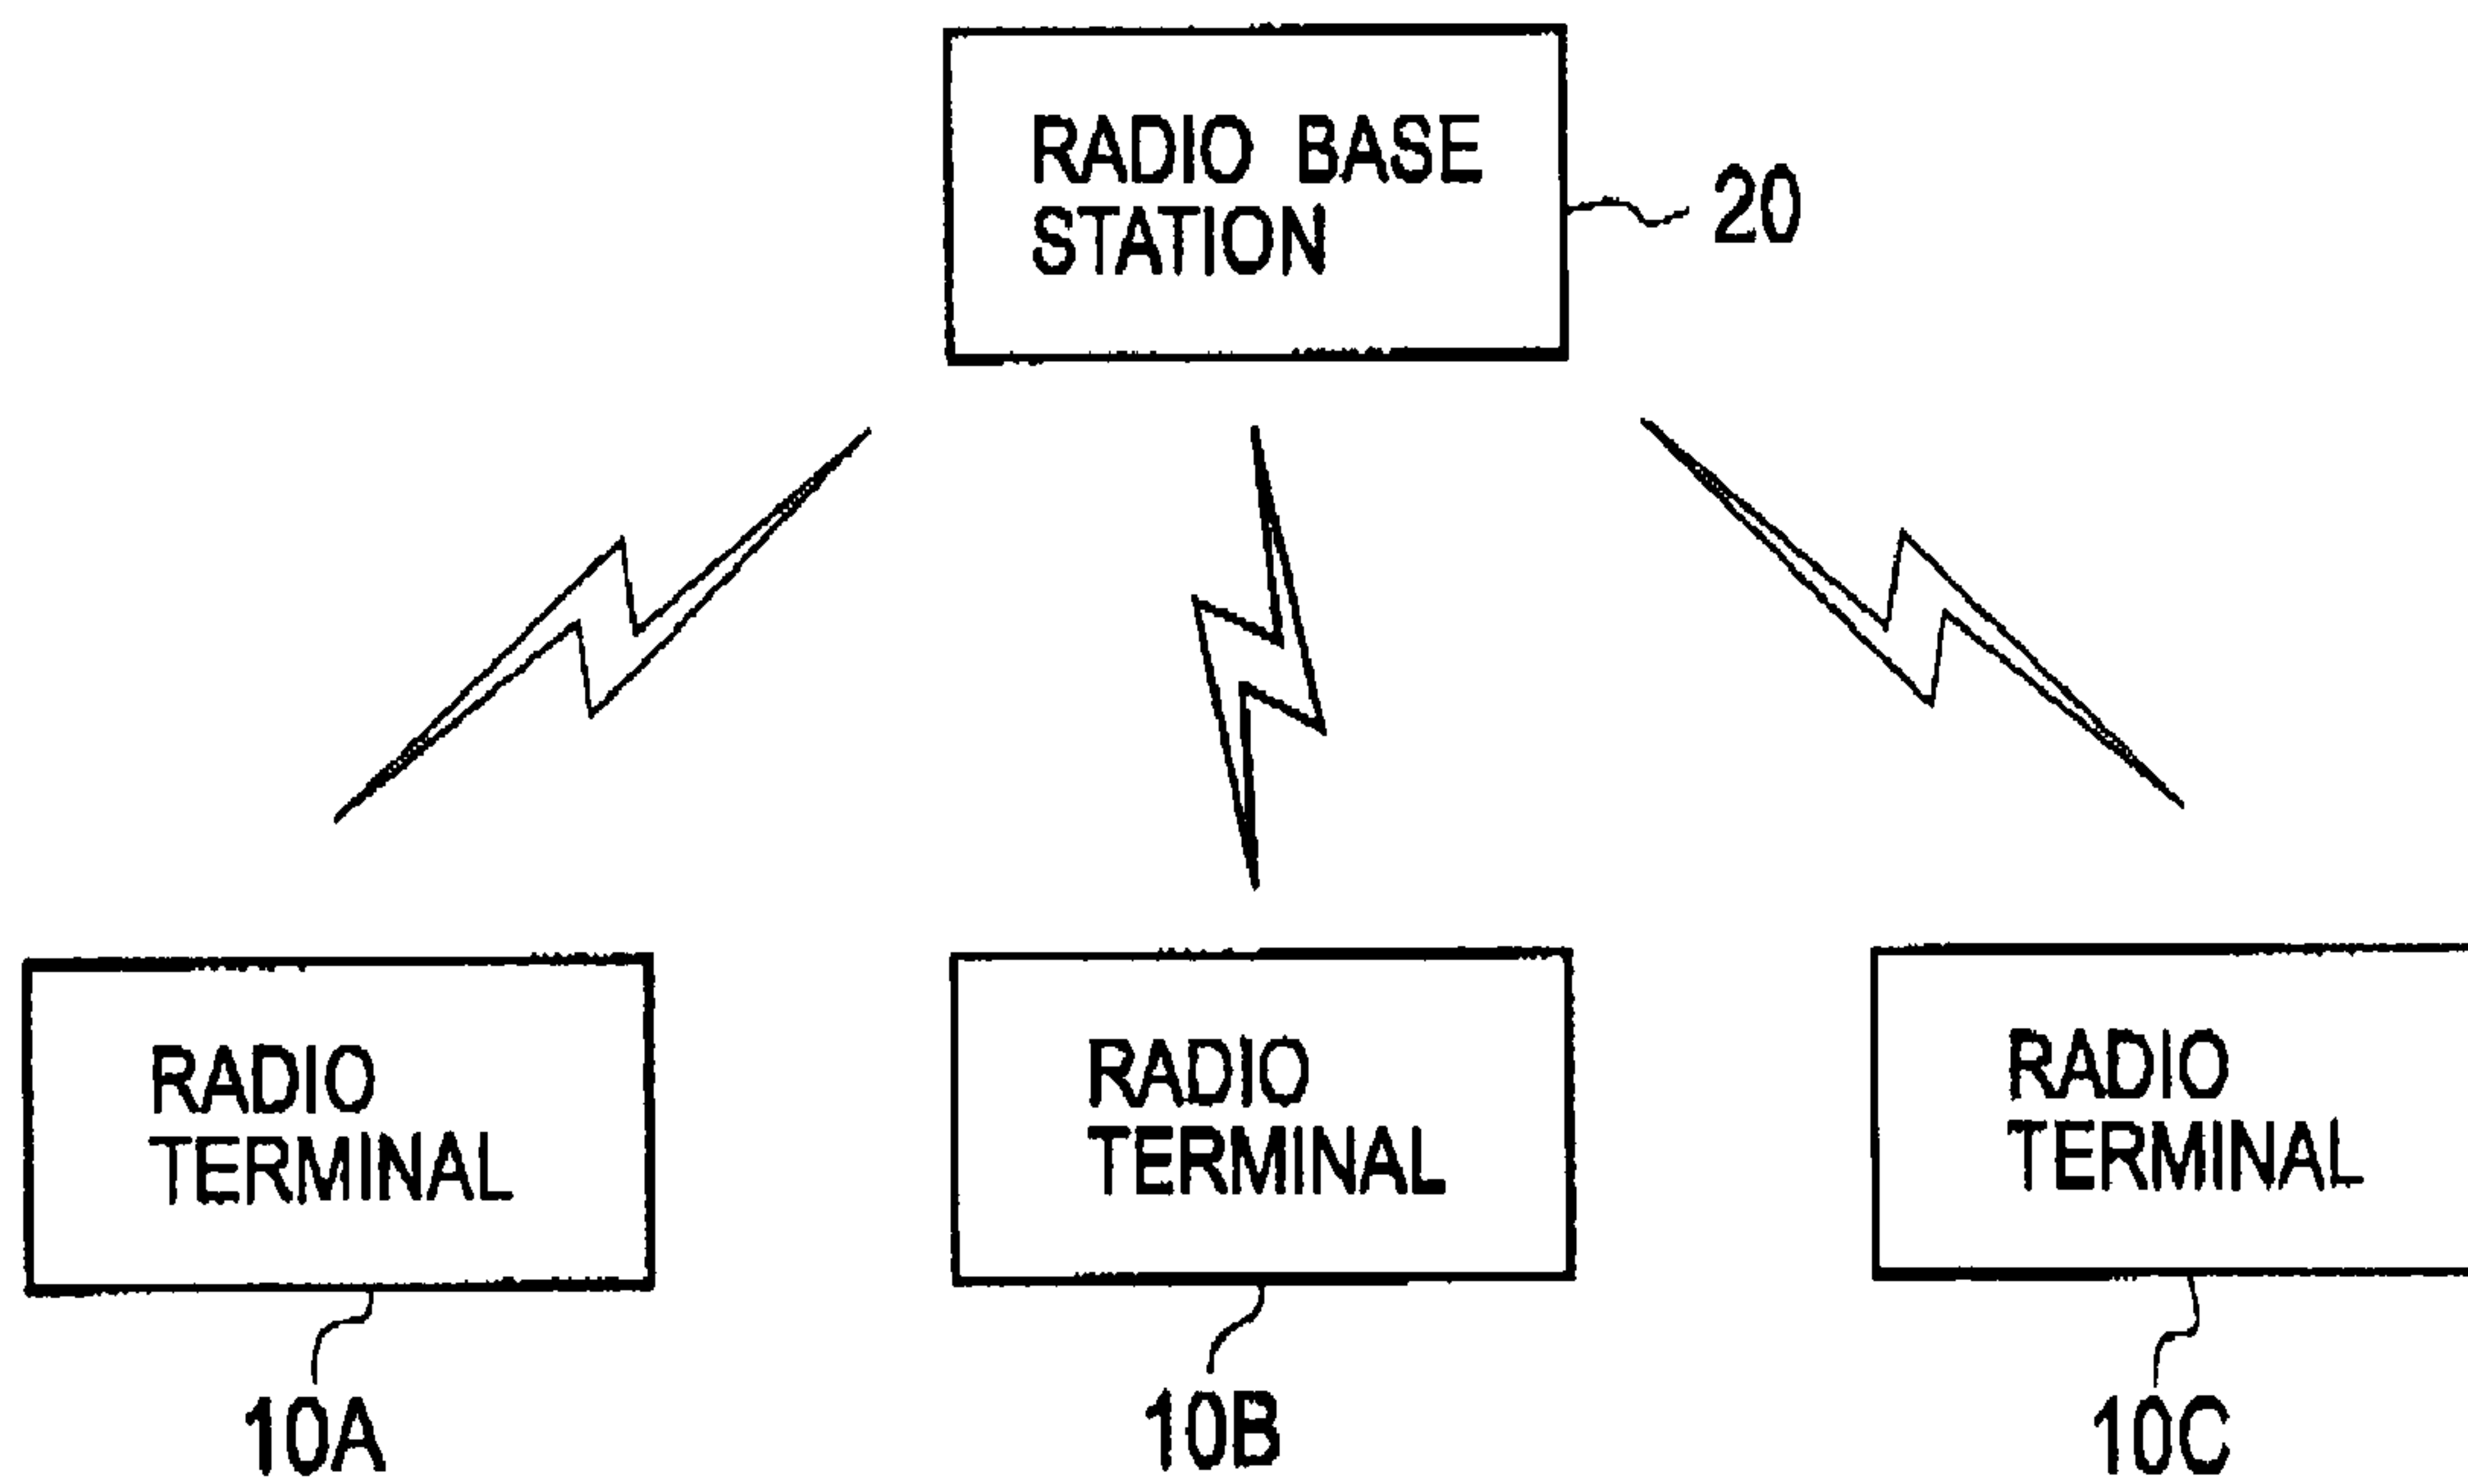 RADIO BASE
STATION
20
RADIO
TERMINAL
10A
RADIO
TERMINAL
10B
RADIO
TERMINAL
10C